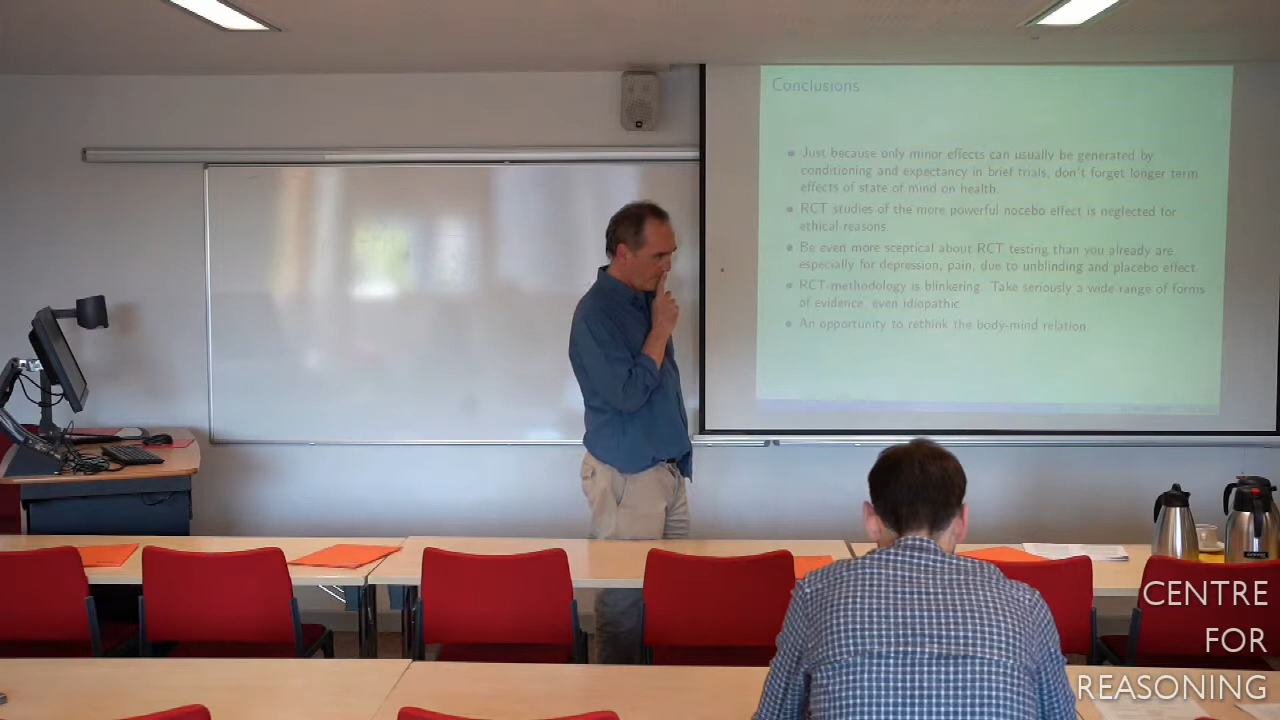 Conclusions
Just because only minor effects can usually be generated by
conditioning and expectancy in brief trials, don't forget longer term
effects of state of mind on health.
RCT studies of the more powerful nocebo effect is neglected for
ethical reasons.
Be even more sceptical about RCT testing than you already are,
especially for depression, pain, due to unblinding and placebo effect.
RCT methodology is blinkering. Take seriously a wide range of forms
of evidence, even idiopathic.
An opportunity to rethink the body-mind relation.
CENTRE
FOR
REASONING